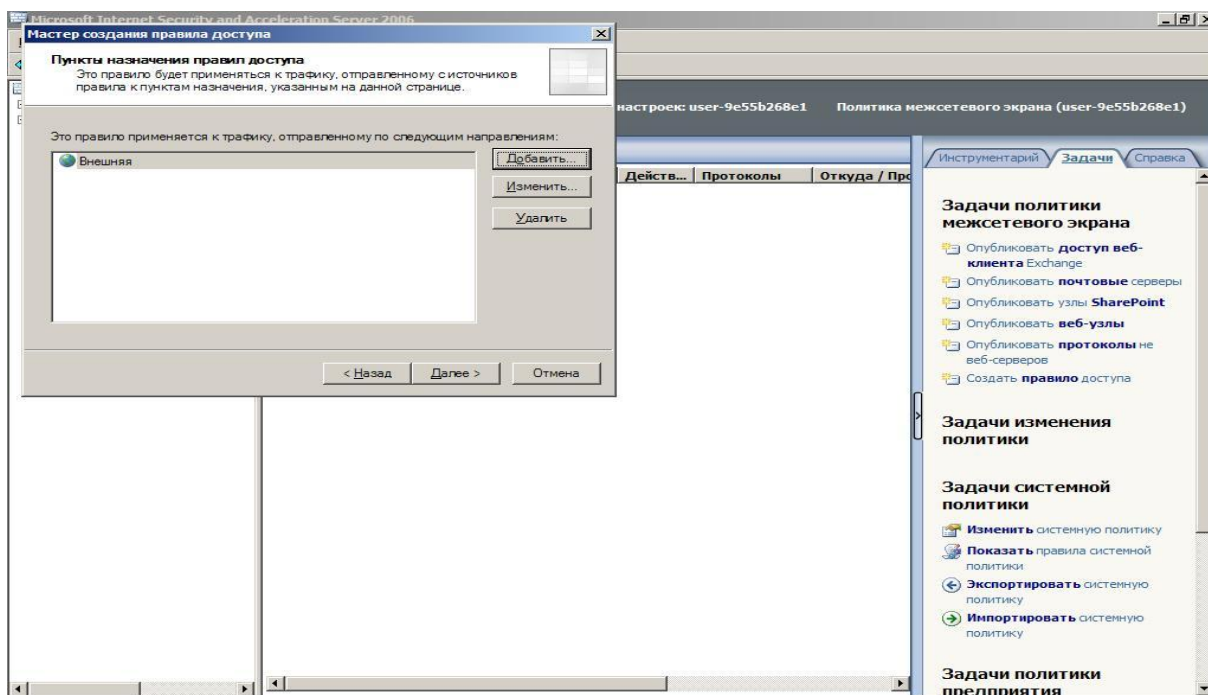 Microsoft Internet Security and Acceleration Server 2006
Мастер создания правила доступа
Пункты назначения правил доступа
Это правило будет применяться к трафику, отправленному с источников
правила к пунктам назначения, указанным на данной странице.
Это правило применяется к трафику, отправленному по следующим направлениям:
Внешняя
Добавить...
Изменить...
Удалить
< Назад
Далее >
Отмена
настроек: user-9e55b268e1 Политика межсетевого экрана (user-9e55b268e1)
Действ... Протоколы Откуда / Про
Инструментарий Задачи Справка
Задачи политики
межсетевого экрана
Опубликовать доступ веб-
клиента Exchange
Опубликовать почтовые серверы
Опубликовать узлы SharePoint
Опубликовать веб-узлы
Опубликовать протоколы не
веб-серверов
Создать правило доступа
Задачи изменения
политики
Задачи системной
политики
Изменить системную политику
Показать правила системной
политики
Экспортировать системную
политику
Импортировать системную
политику
Задачи политики
предприятия